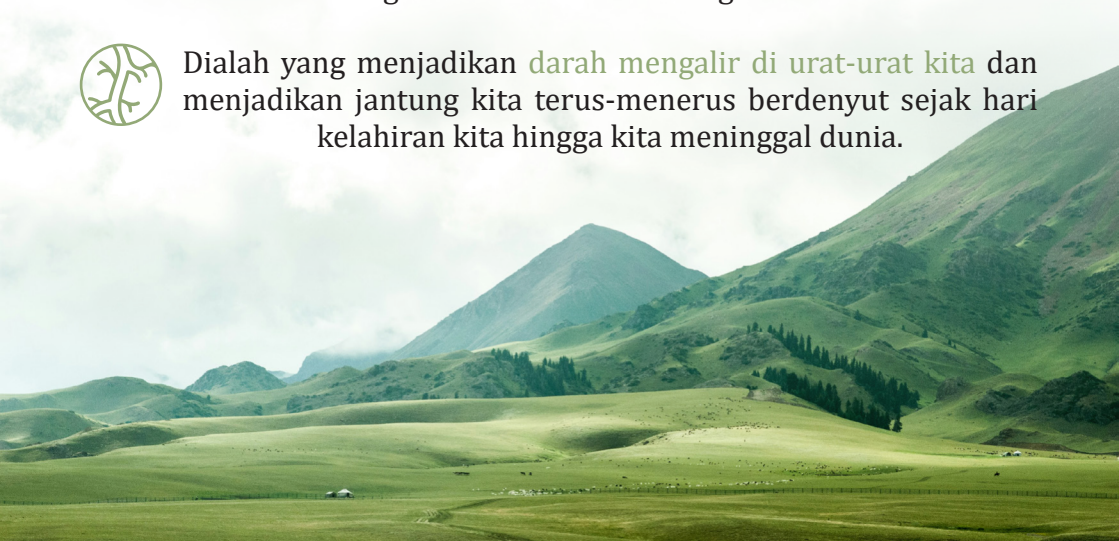 Dialah yang menjadikan darah mengalir di urat-urat kita dan
menjadikan jantung kita terus-menerus berdenyut sejak hari
kelahiran kita hingga kita meninggal dunia.